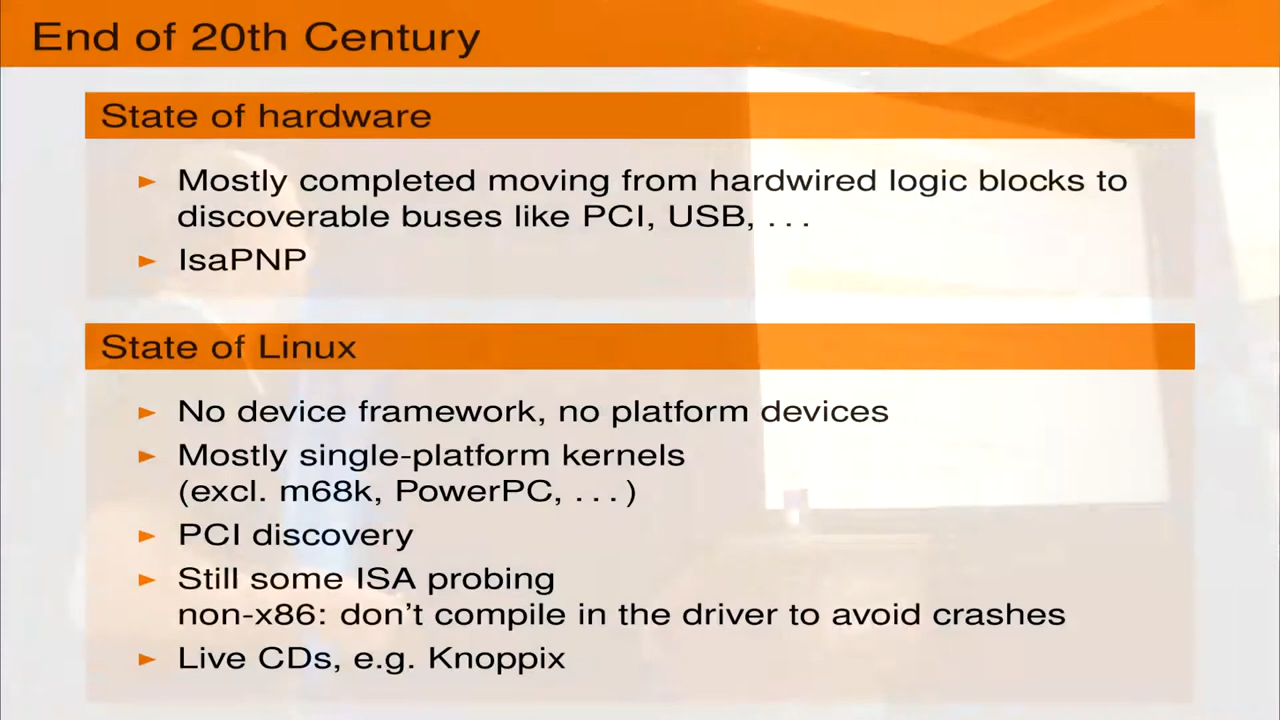 End of 20th Century
State of hardware
► Mostly completed moving from hardwired logic blocks to
discoverable buses like PCI, USB, . . .
► IsaPNP
State of Linux
► No device framework, no platform devices
► Mostly single-platform kernels
(excl. m68k, PowerPC, . . . )
► PCI discovery
► Still some ISA probing
non-x86: don’t compile in the driver to avoid crashes
► Live CDs, e.g. Knoppix